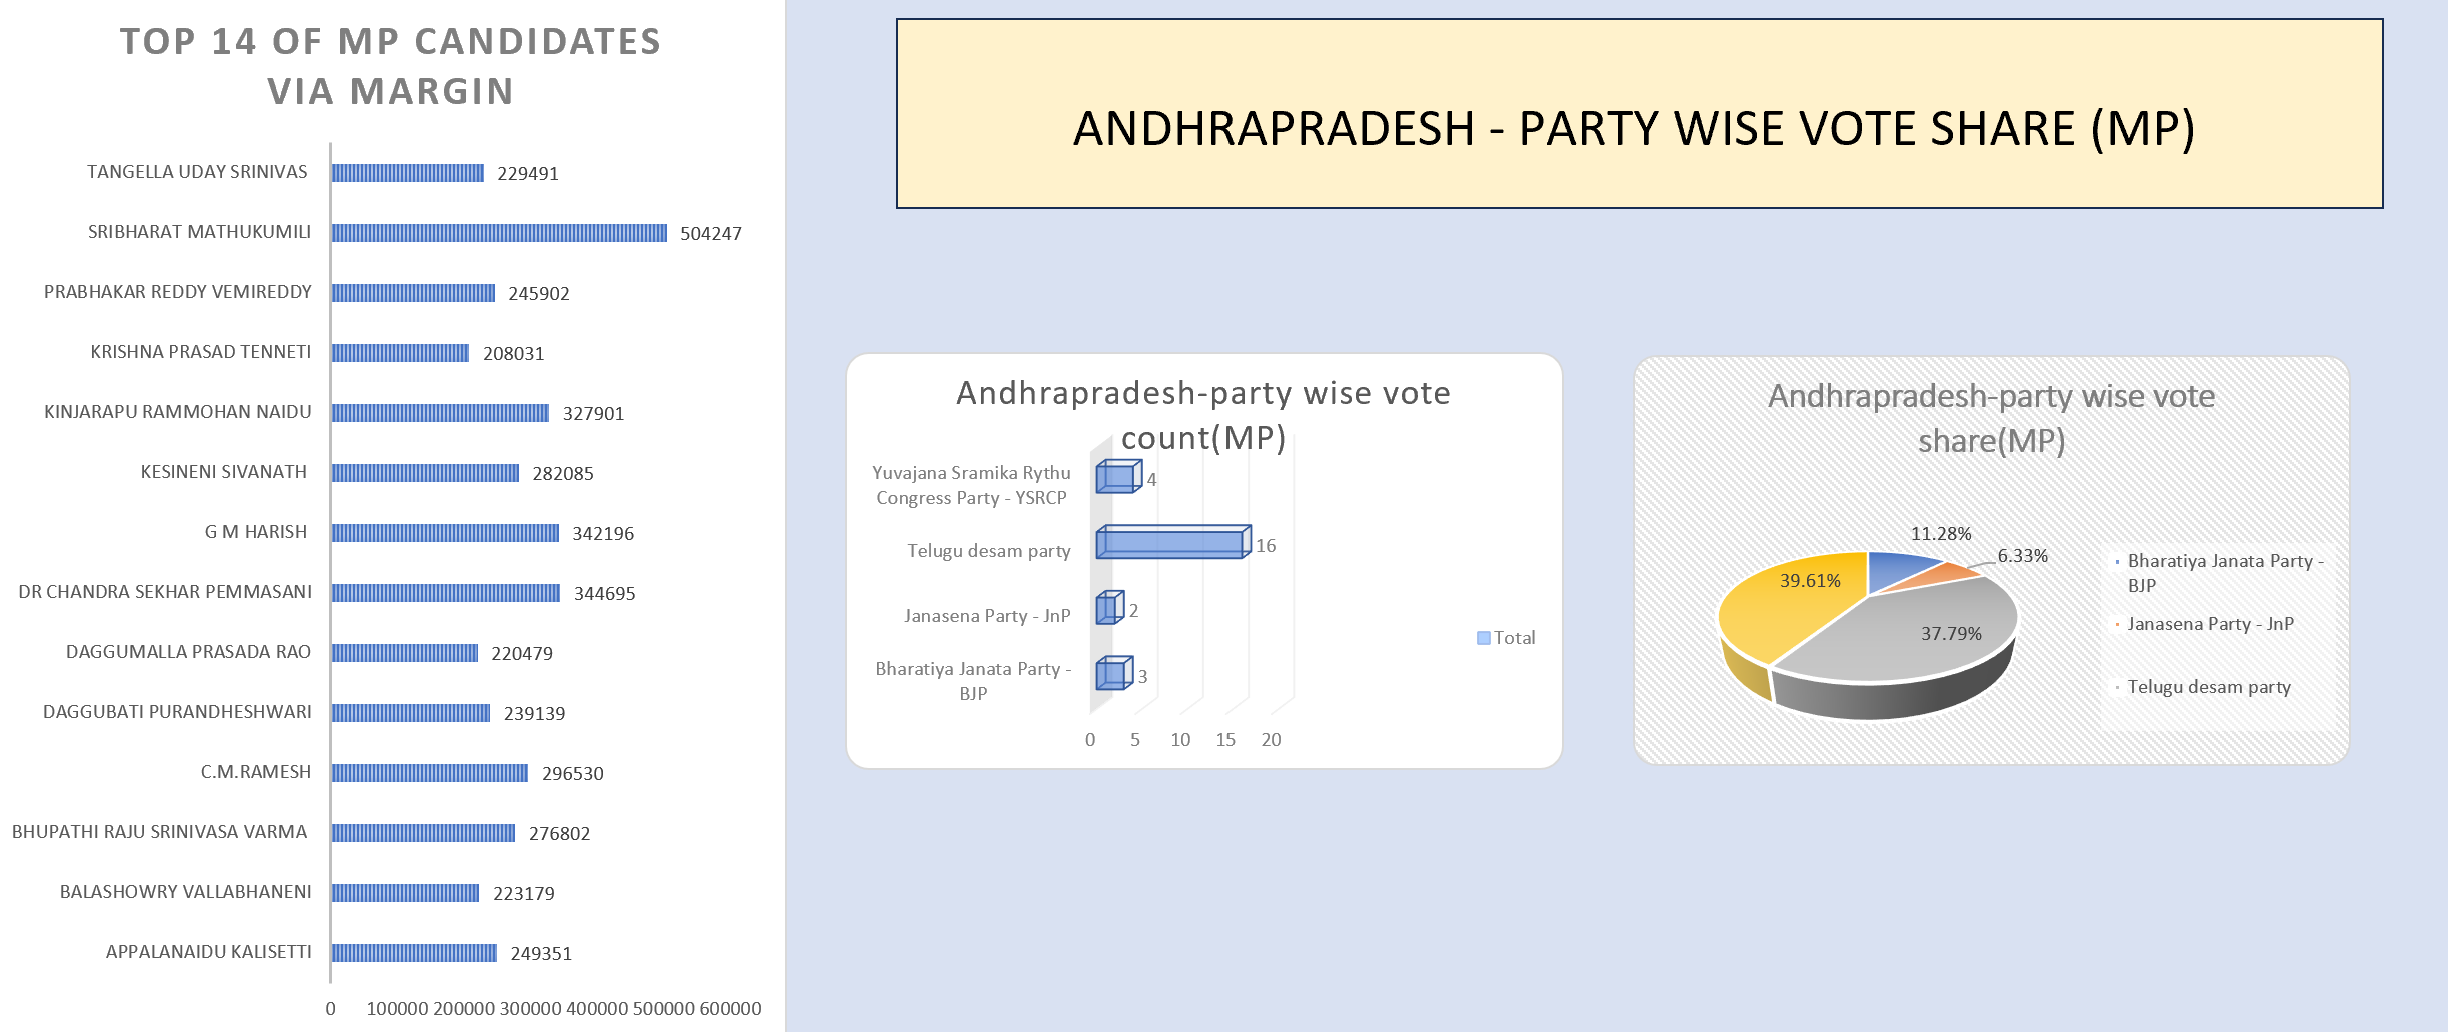 TOP 14 OF MP CANDIDATES
VIA MARGIN
TANGELLA UDAY SRINIVAS
229491
SRIBHARAT MATHUKUMILI
504247
PRABHAKAR REDDY VEMIREDDY
245902
KRISHNA PRASAD TENNETI
208031
KINJARAPU RAMMOHAN NAIDU
327901
KESINENI SIVANATH
282085
G M HARISH
342196
DR CHANDRA SEKHAR PEMMASANI
344695
DAGGUMALLA PRASADA RAO
220479
DAGGUBATI PURANDHESHWARI
239139
C.M.RAMESH
296530
BHUPATHI RAJU SRINIVASA VARMA
276802
BALASHOWRY VALLABHANENI
223179
APPALANAIDU KALISETTI
249351
0 100000 200000 300000 400000 500000 600000
ANDHRAPRADESH - PARTY WISE VOTE SHARE (MP)
Andhrapradesh-party wise vote
count(MP)
Yuvajana Sramika Rythu
Congress Party - YSRCP
4
Telugu desam party
16
Janasena Party - JnP
2
Bharatiya Janata Party -
BJP
3
0 5 10 15 20
Total
Andhrapradesh-party wise vote
share(MP)
11.28%
6.33%
39.61%
37.79%
Bharatiya Janata Party -
BJP
Janasena Party - JnP
Telugu desam party